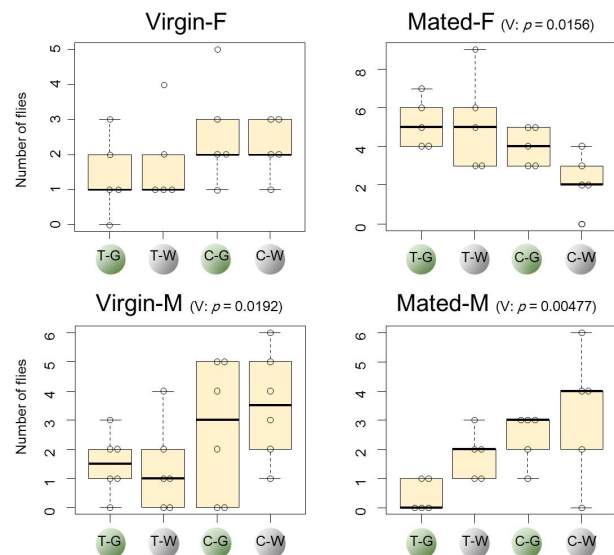 Virgin-F
Mated-F (V: p = 0.0156)
Number of flies
5
4
3
2
1
0
8
6
4
2
0
T-G T-W C-G C-W
T-G T-W C-G C-W
Virgin-M (V: p = 0.0192)
Mated-M (V: p = 0.00477)
Number of flies
6
5
4
3
2
1
0
6
5
4
3
2
1
0
T-G T-W C-G C-W
T-G T-W C-G C-W